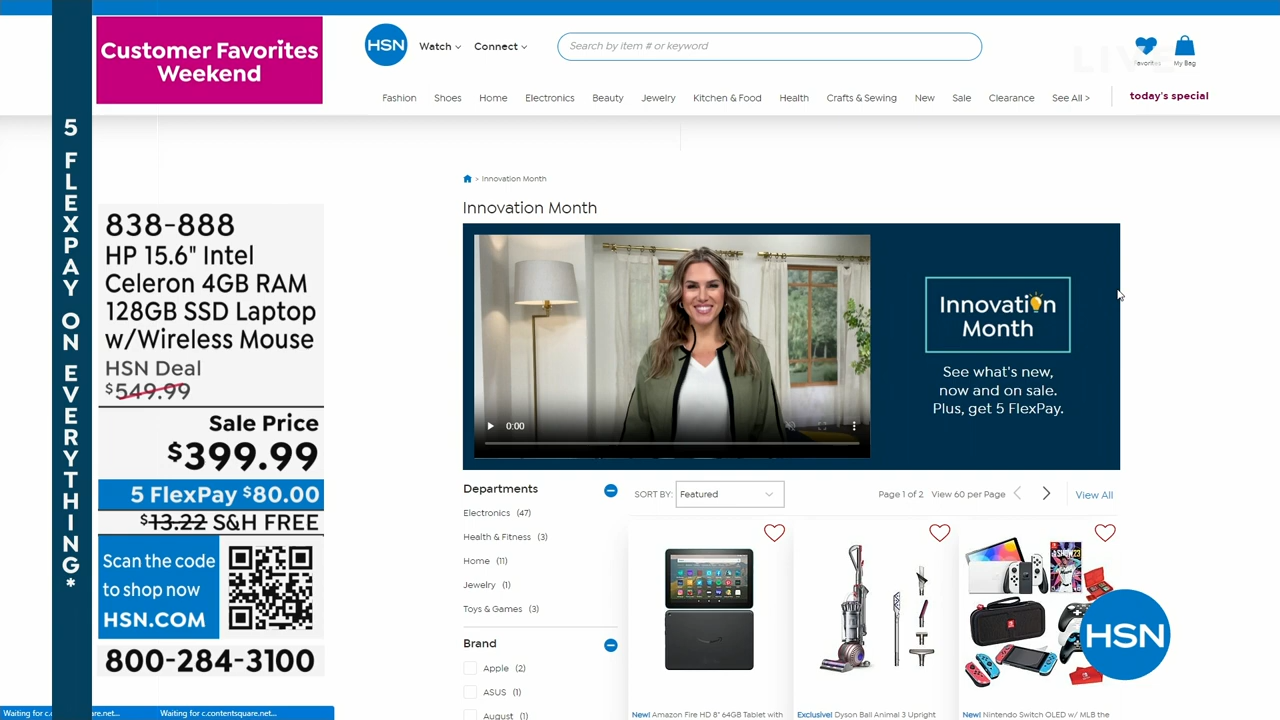 Customer Favorites
Weekend
5 FLEXPAY ON EVERYTHING*
838-888
HP 15.6" Intel
Celeron 4GB RAM
128GB SSD Laptop
w/Wireless Mouse
HSN Deal
$549.99
Sale Price
$399.99
5 FlexPay $80.00
$13.22 S&H FREE
Scan the code
to shop now
HSN.COM
800-284-3100
HSN
Watch
Connect
Search by item # or keyword
LIVE
Favorites
My Bag
Fashion
Shoes
Home
Electronics
Beauty
Jewelry
Kitchen & Food
Health
Crafts & Sewing
New
Sale
Clearance
See All >
today's special
> Innovation Month
Innovation Month
0:00
Innovation
Month
See what's new,
now and on sale.
Plus, get 5 FlexPay.
Departments
Electronics (47)
Health & Fitness (3)
Home (11)
Jewelry (1)
Toys & Games (3)
Brand
Apple (2)
ASUS (1)
August (1)
SORT BY: Featured
Page 1 of 2 View 60 per Page
View All
New! Amazon Fire HD 8" 64GB Tablet with
Exclusive! Dyson Ball Animal 3 Upright
New! Nintendo Switch OLED w/ MLB the
HSN
Waiting for c.contentsquare.net...